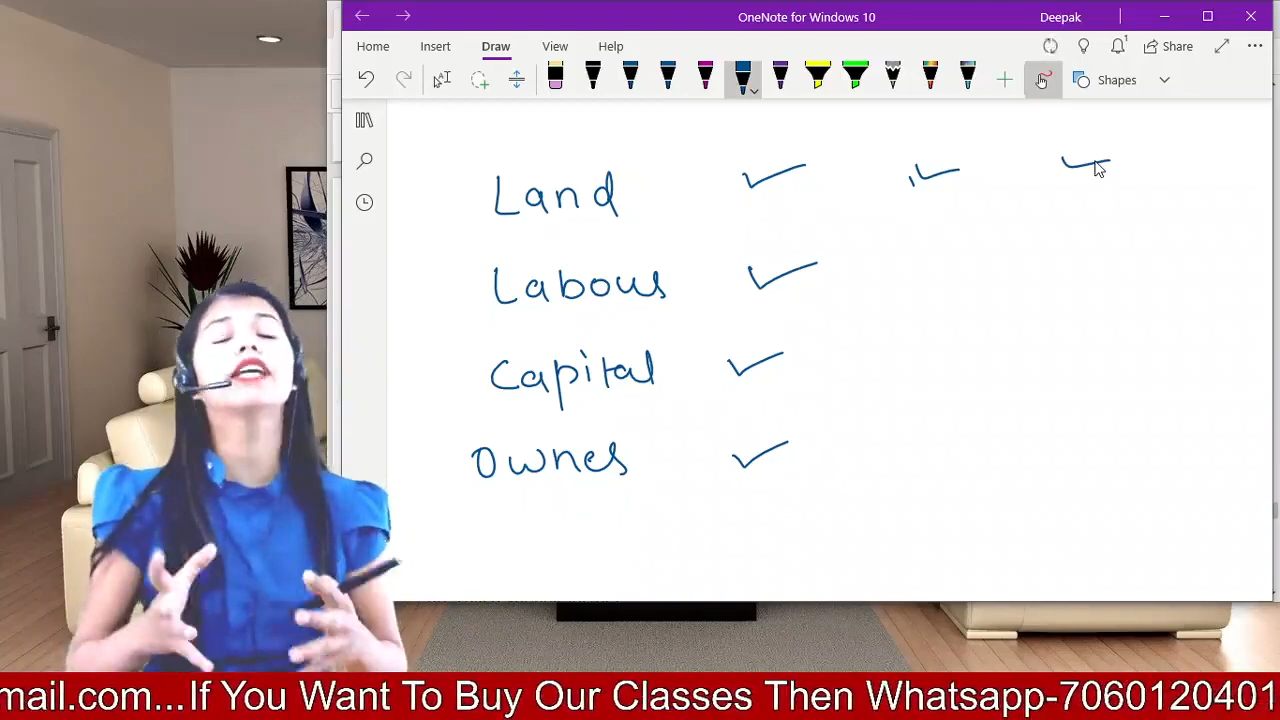 OneNote for Windows 10
Deepak
Home Insert Draw View Help
Share
Shapes
Land
Labour
Capital
Owner
mail.com...If You Want To Buy Our Classes Then Whatsapp-7060120401